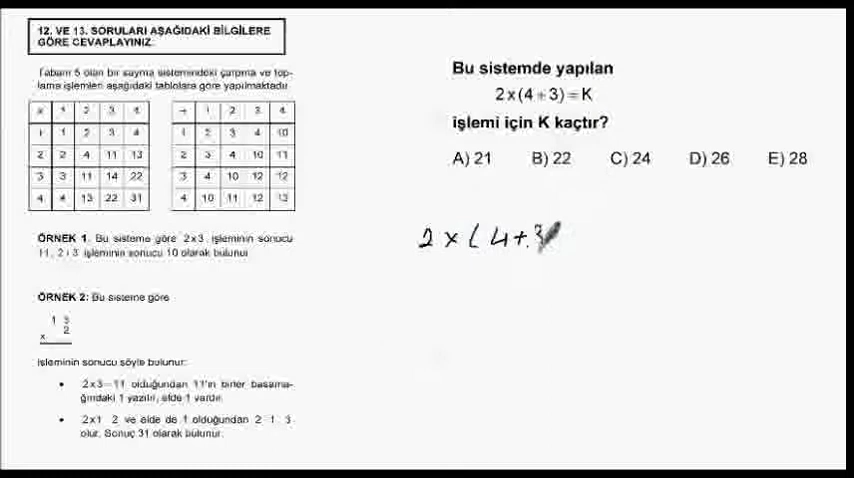 12. VE 13. SORULARI AŞAĞIDAKİ BİLGİLERE
GÖRE CEVAPLAYINIZ.
Tabanı 5 olan bir sayma sistemindeki çarpma ve top-
lama işlemleri aşağıdaki tablolara göre yapılmaktadır.
x 1 2 3 4
1 1 2 3 4
2 2 4 11 13
3 3 11 14 22
4 4 13 22 31
+ 1 2 3 4
1 2 3 4 10
2 3 4 10 11
3 4 10 12 12
4 10 11 12 13
ÖRNEK 1. Bu sisteme göre 2x3 işleminin sonucu
11, 2+3 işleminin sonucu 10 olarak bulunur
ÖRNEK 2: Bu sisteme göre
1 3
x 2
işleminin sonucu şöyle bulunur:
• 2x3=11 olduğundan 11'in birler basama-
ğındaki 1 yazılır, elde 1 vardır.
• 2x1 2 ve elde de 1 olduğundan 2 1 3
olur. Sonuç 31 olarak bulunur.
Bu sistemde yapılan
2x(4+3)=K
işlemi için K kaçtır?
A) 21 B) 22 C) 24 D) 26 E) 28
2 x ( 4 + 3